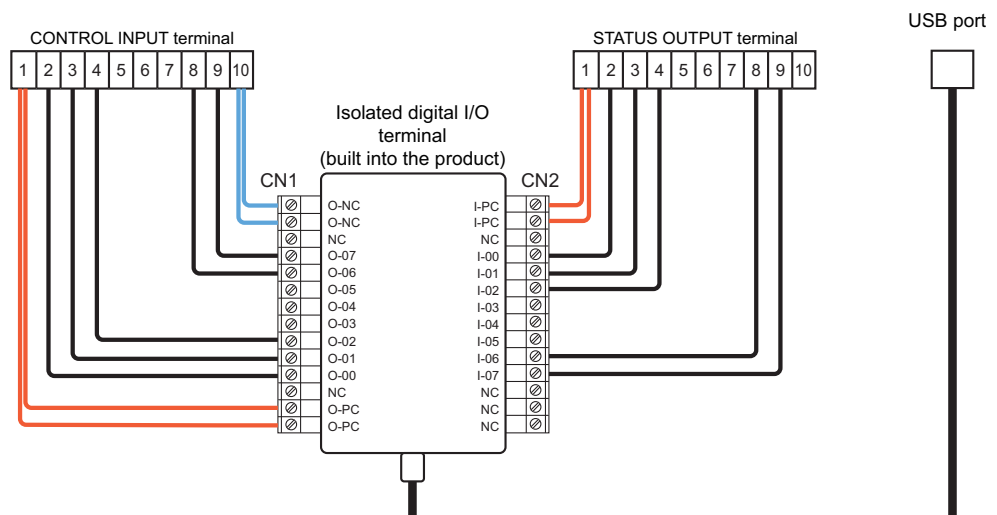 USB port
CONTROL INPUT terminal
1 2 3 4 5 6 7 8 9 10
STATUS OUTPUT terminal
1 2 3 4 5 6 7 8 9 10
Isolated digital I/O
terminal
(built into the product)
CN1
O-NC
O-NC
NC
O-07
O-06
O-05
O-04
O-03
O-02
O-01
O-00
NC
O-PC
O-PC
CN2
I-PC
I-PC
NC
I-00
I-01
I-02
I-03
I-04
I-05
I-06
I-07
NC
NC
NC